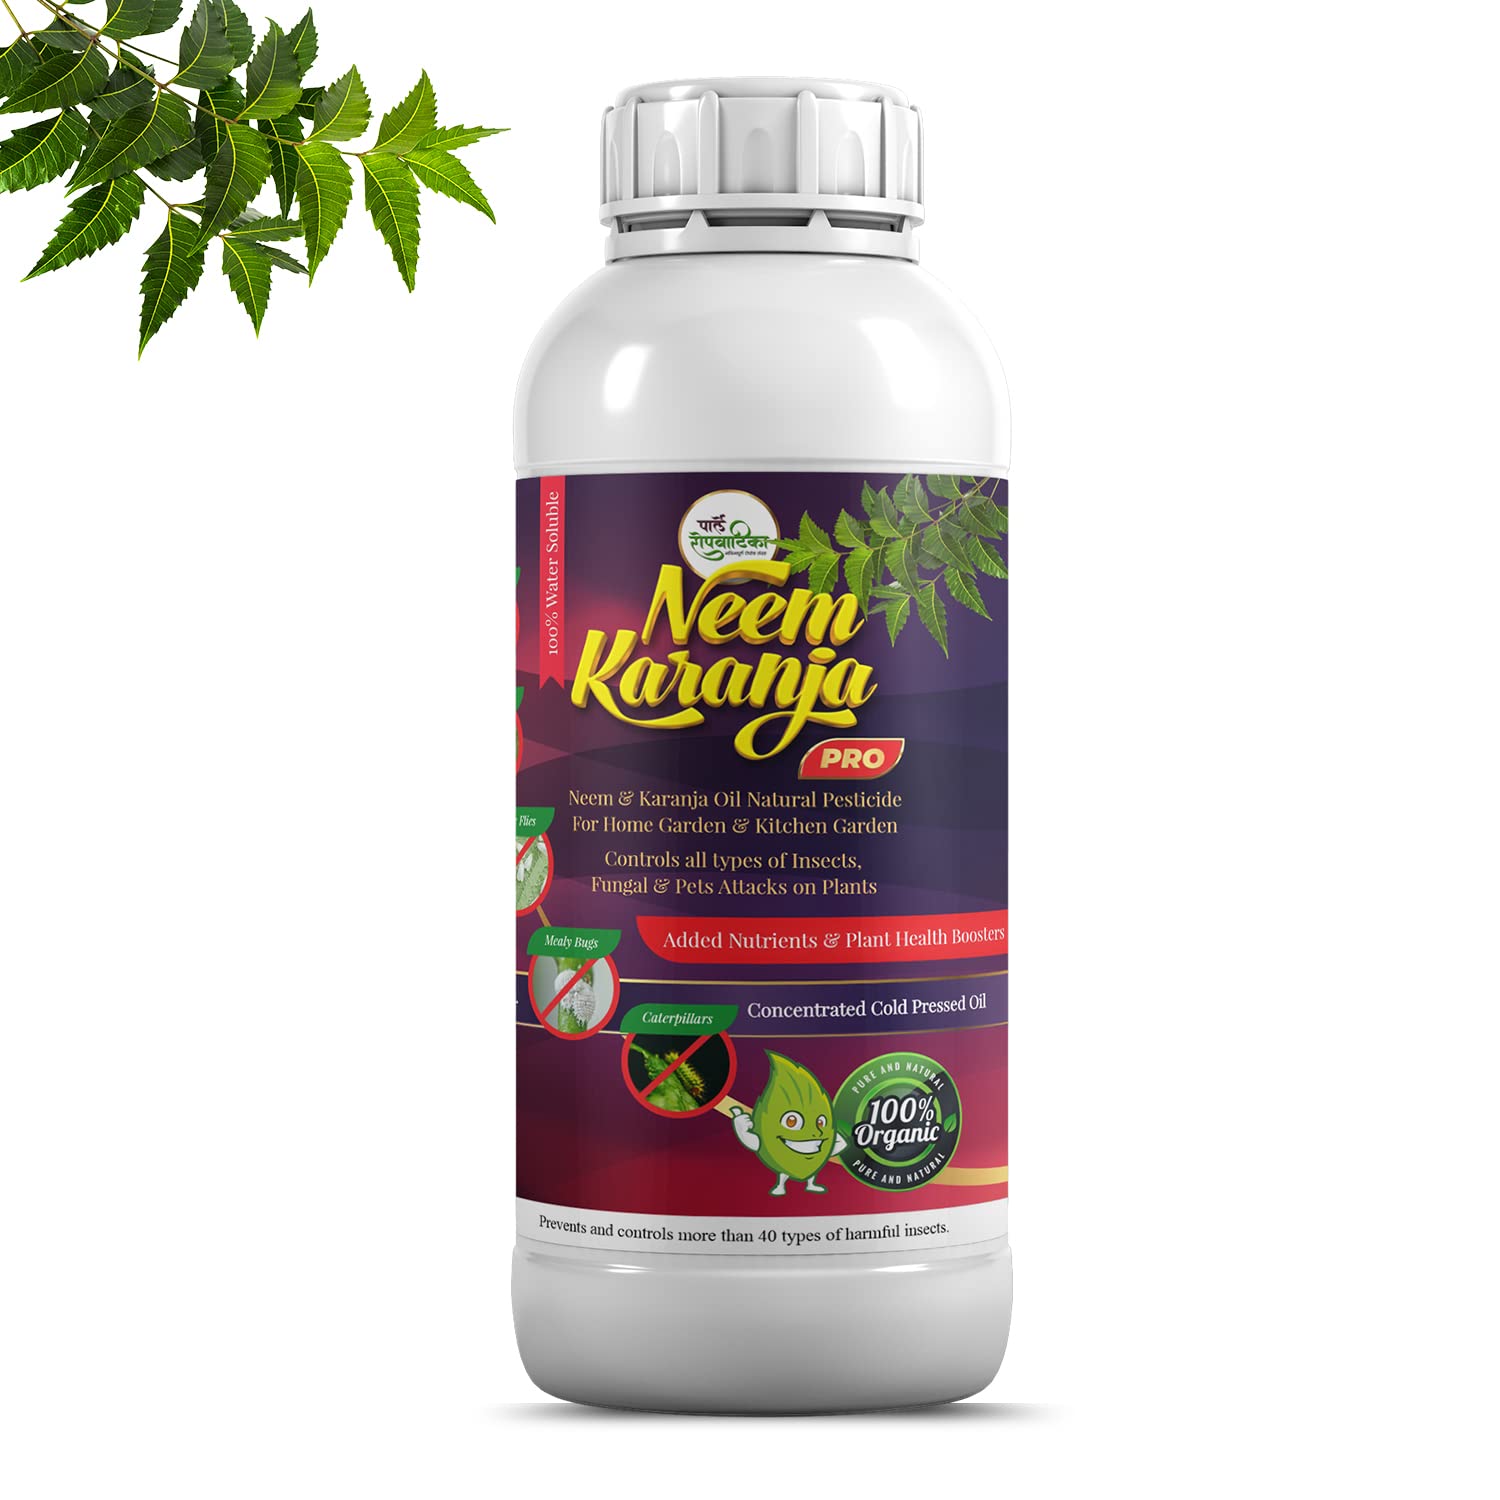 100% Water Soluble
पार्ले
रोपवाटिका
Neem
Karanja
PRO
Neem & Karanja Oil Natural Pesticide
For Home Garden & Kitchen Garden
Controls all types of Insects,
Fungal & Pets Attacks on Plants
Added Nutrients & Plant Health Boosters
Flies
Mealy Bugs
Caterpillars
Concentrated Cold Pressed Oil
PURE AND NATURAL
100%
Organic
PURE AND NATURAL
Prevents and controls more than 40 types of harmful insects.